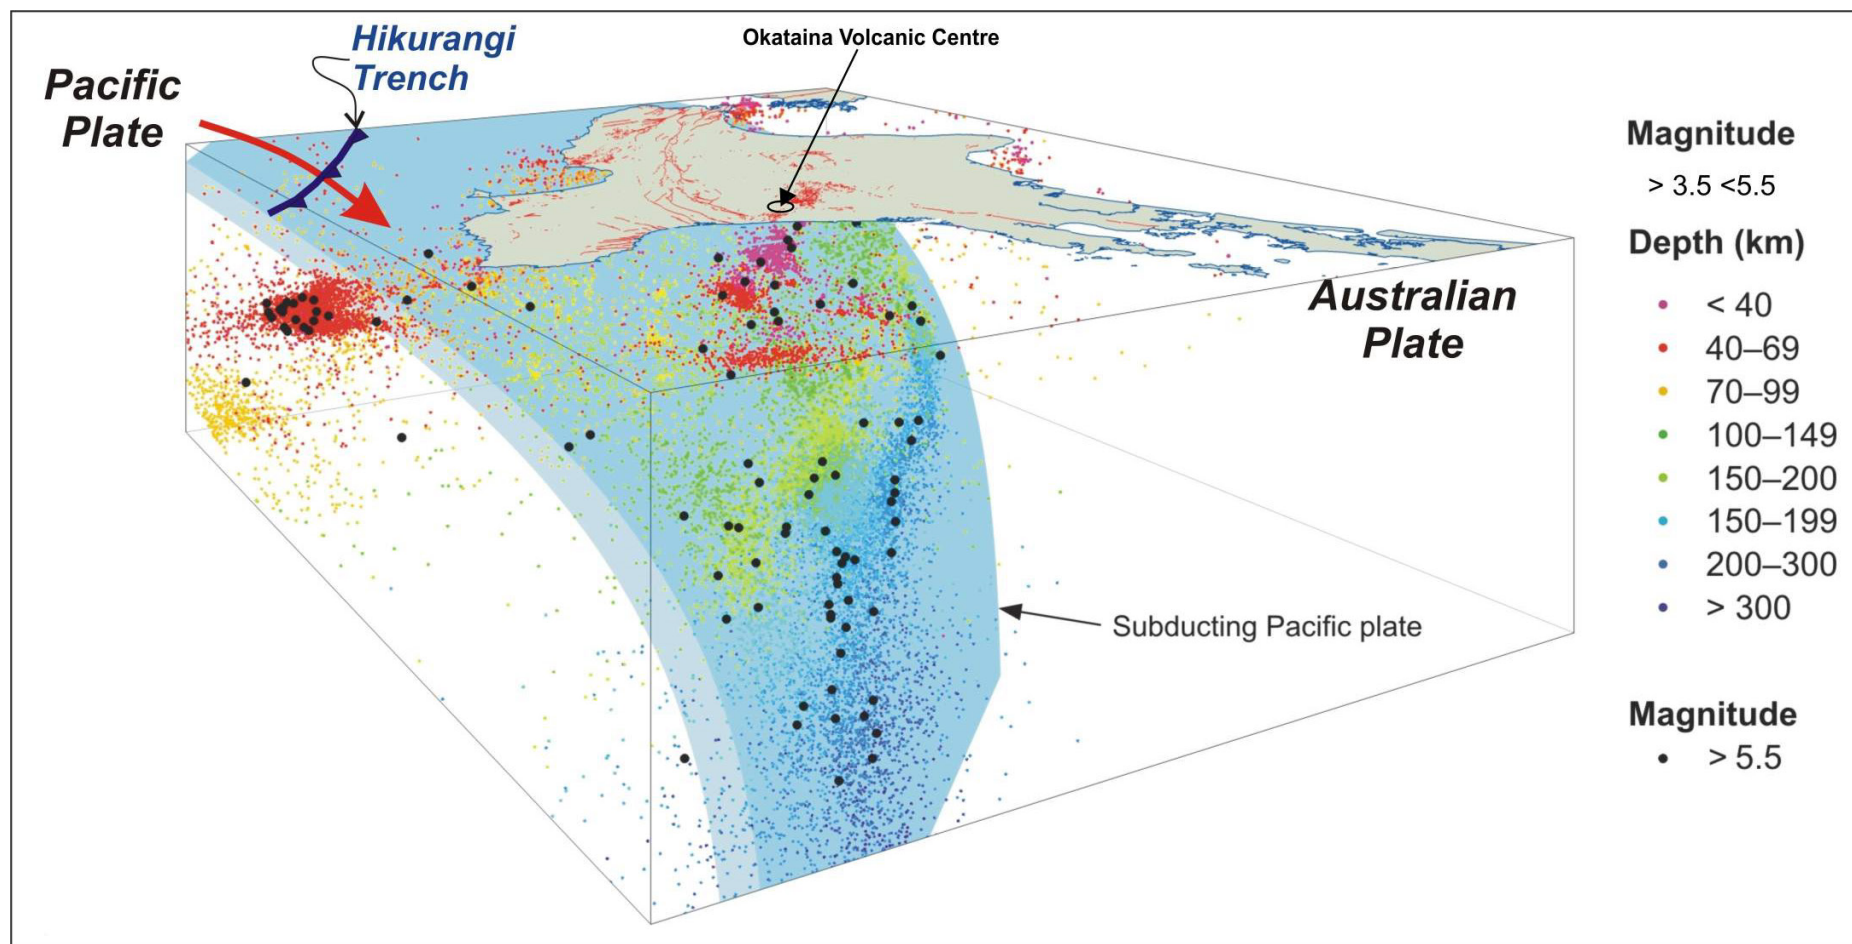 Hikurangi
Trench
Okataina Volcanic Centre
Pacific
Plate
Australian
Plate
Subducting Pacific plate
Magnitude
> 3.5 <5.5
Depth (km)
< 40
40–69
70–99
100–149
150–200
150–199
200–300
> 300
Magnitude
> 5.5